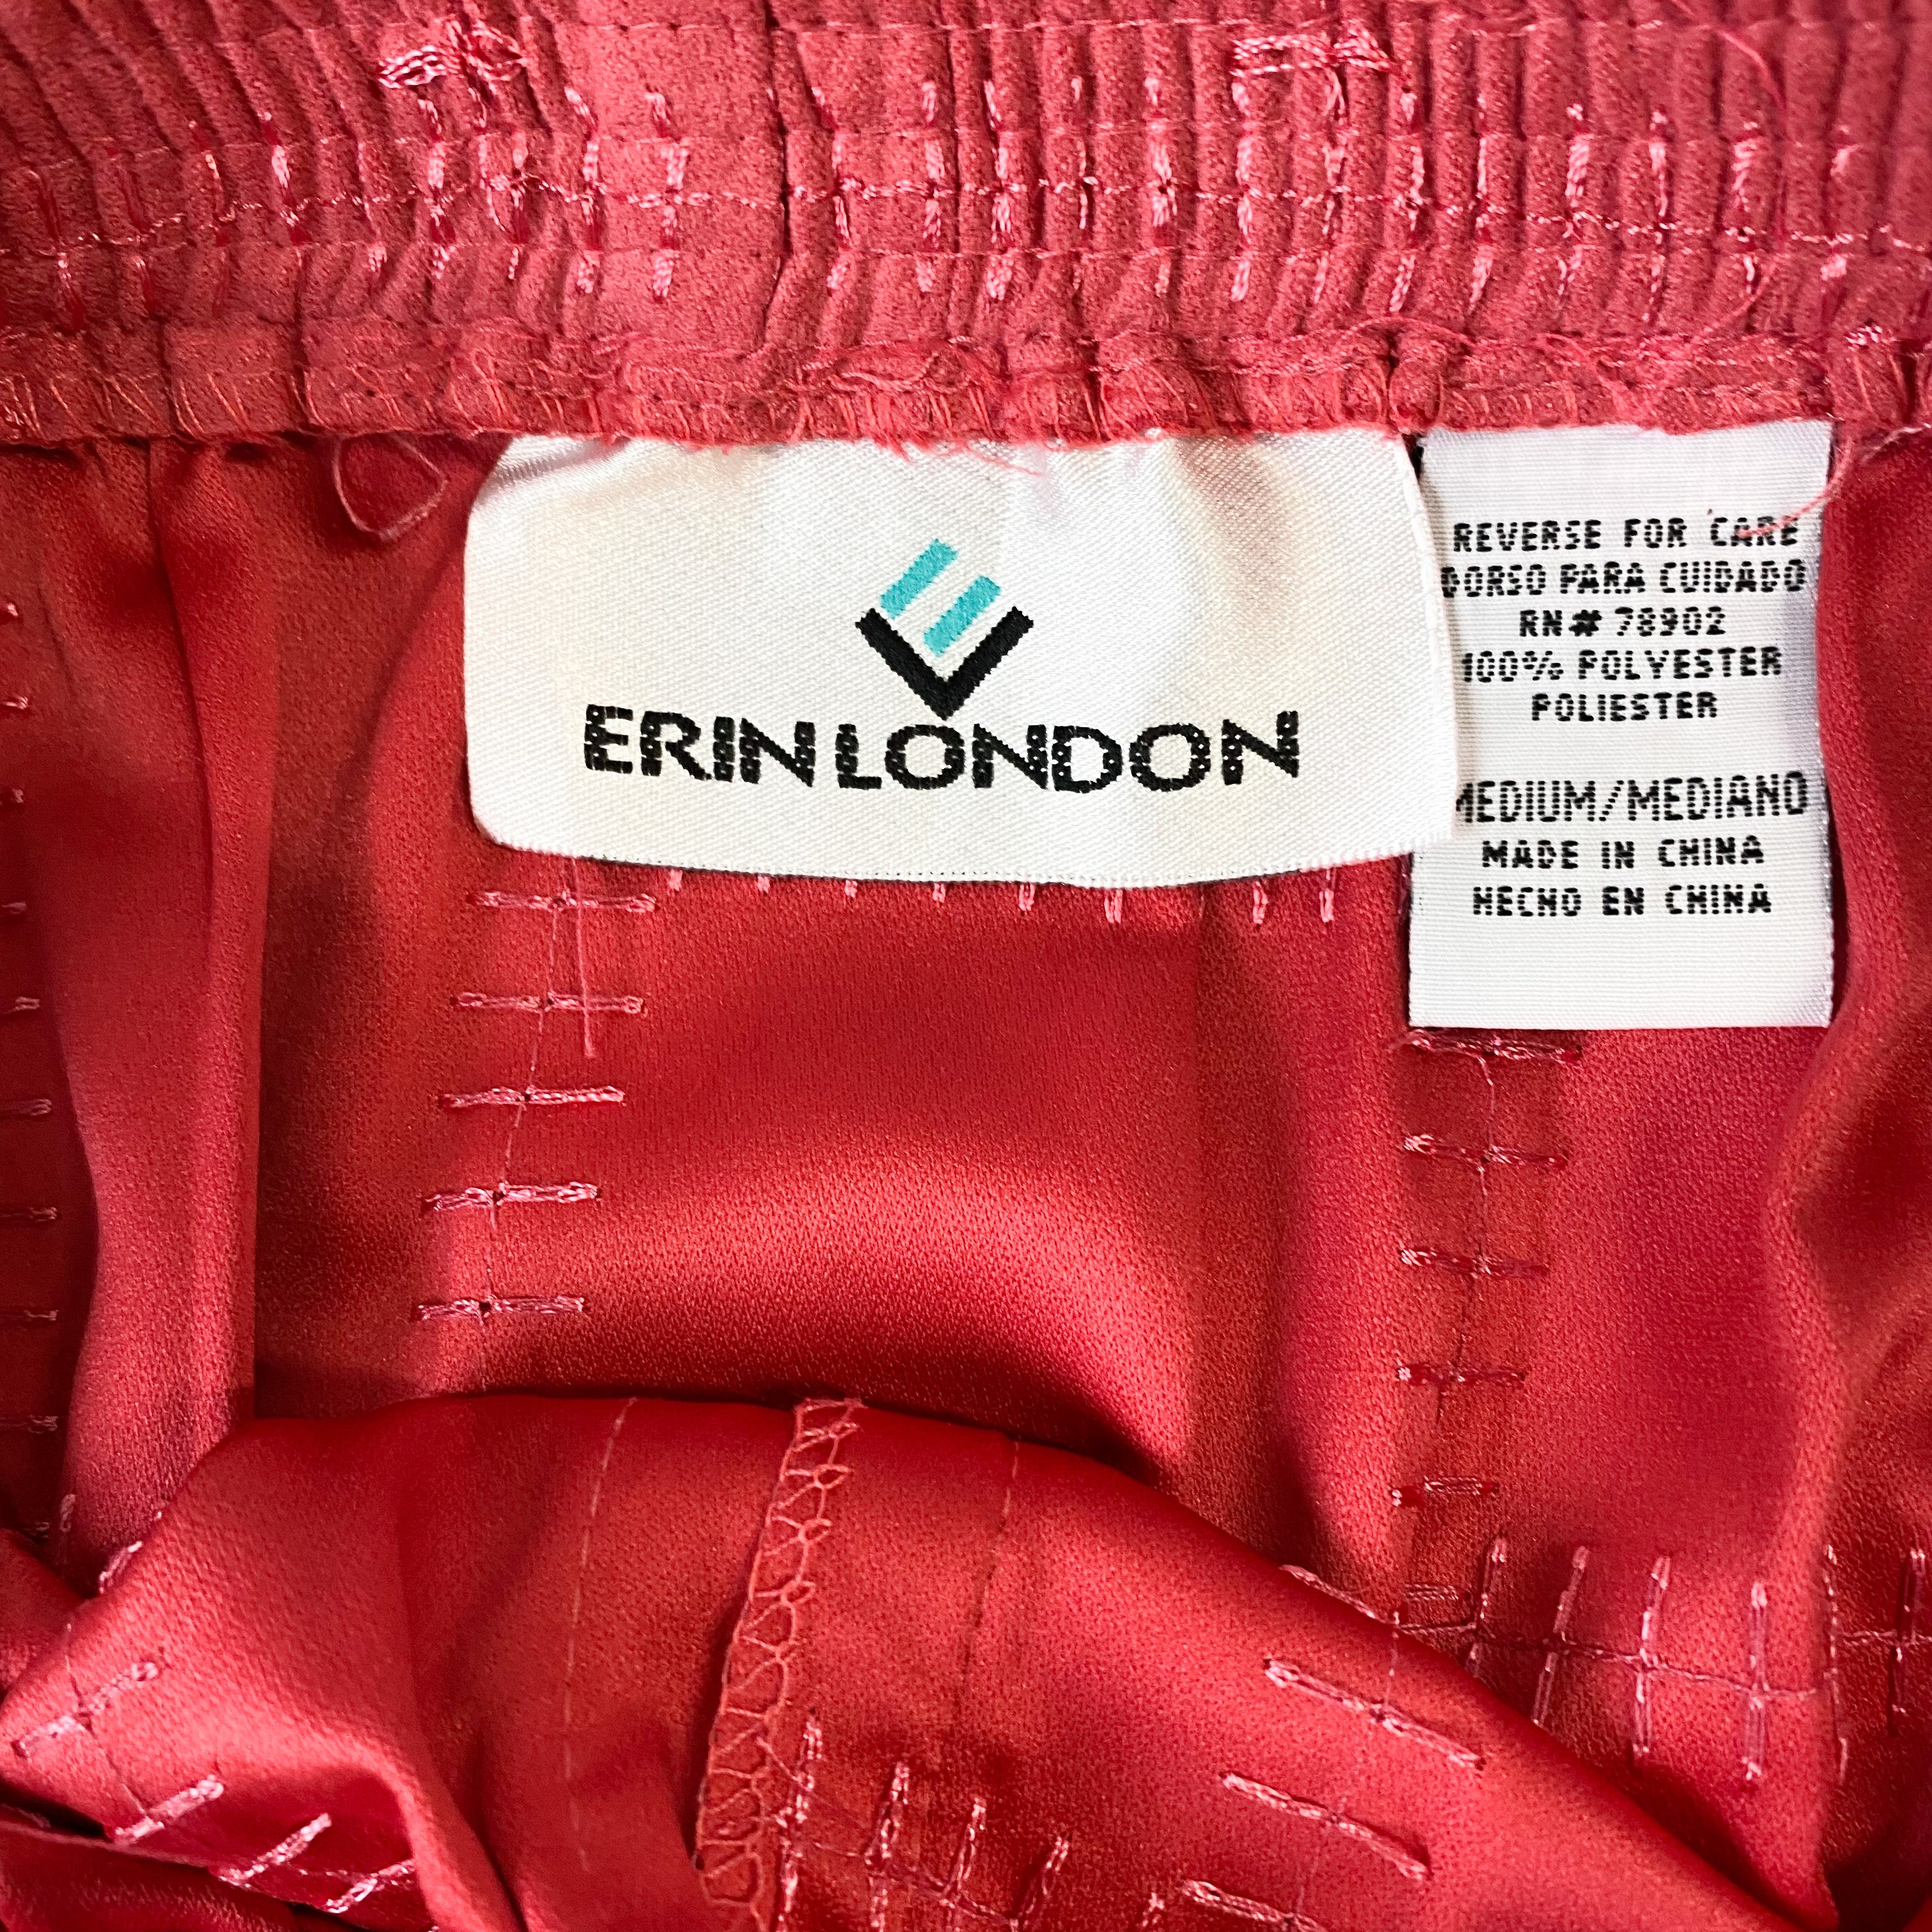 ERIN LONDON
REVERSE FOR CARE
DORSO PARA CUIDADO
RN# 78902
100% POLYESTER
POLIESTER
MEDIUM/MEDIANO
MADE IN CHINA
HECHO EN CHINA